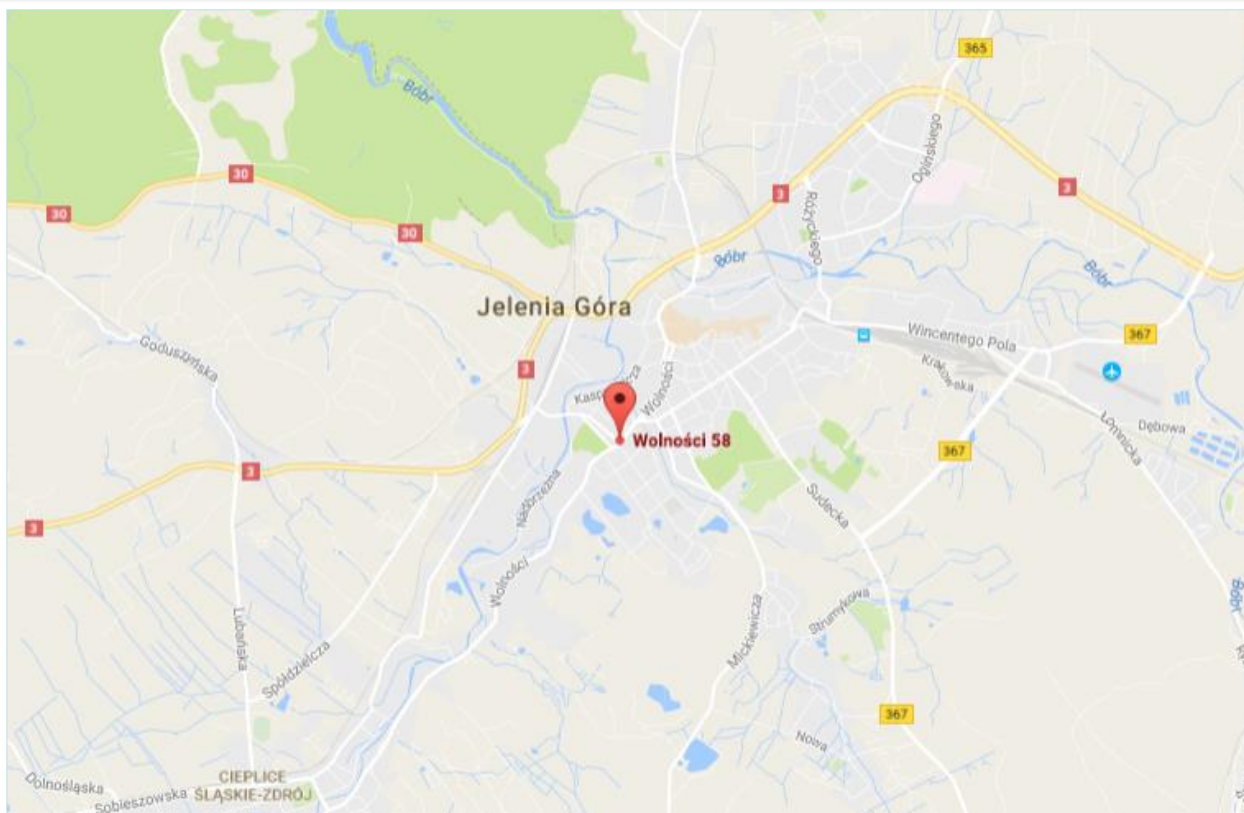 365
Bóbr
Ogińskiego
30
3
3
30
Różyckiego
30
Bóbr
Bóbr
Jelenia Góra
Wincentego Pola
367
Goduszyńska
3
Wolności
Krakowska
Dębowa
Łomnicka
Wolności 58
367
3
Nadbrzeżna
Sudecka
3
Wolności
Bóbr
Lubańska
Mickiewicza
Strumykowa
Spółdzielcza
367
Nowa
Dolnośląska
CIEPLICE
ŚLĄSKIE-ZDRÓJ
Sobieszowska